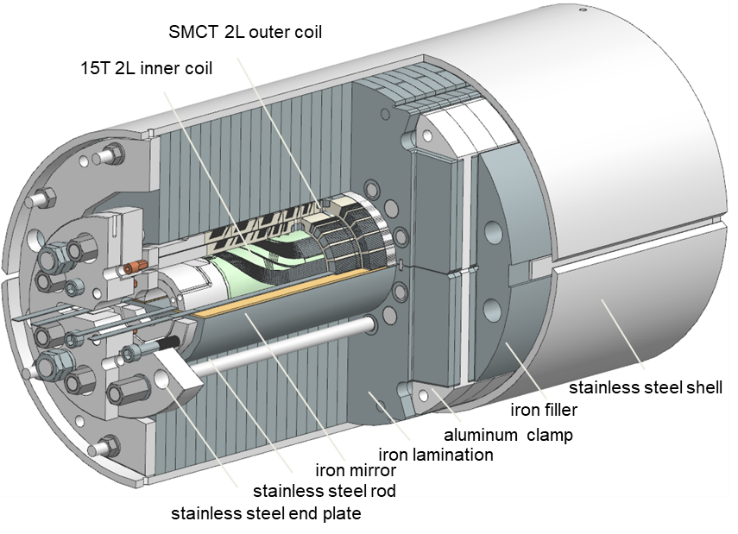 SMCT 2L outer coil
15T 2L inner coil
stainless steel shell
iron filler
aluminum clamp
iron lamination
iron mirror
stainless steel rod
stainless steel end plate